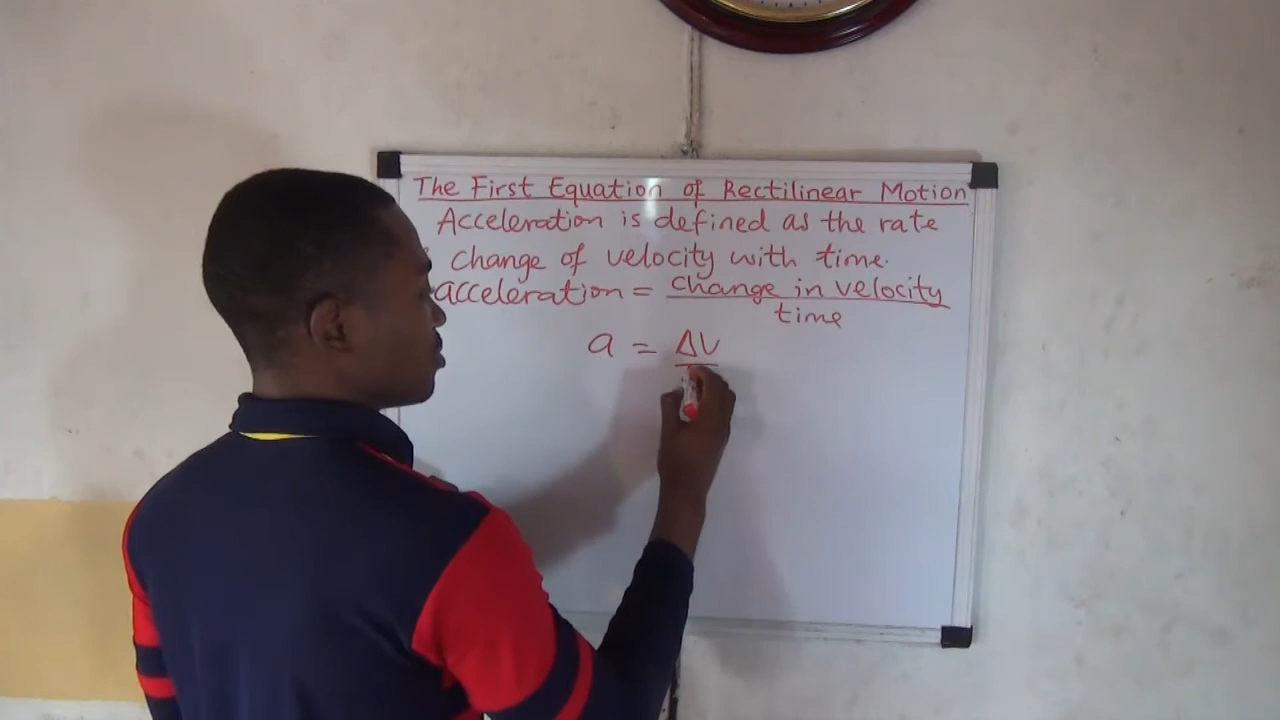 The First Equation of Rectilinear Motion
Acceleration is defined as the rate
change of velocity with time.
acceleration = change in velocity
time
a = ΔV